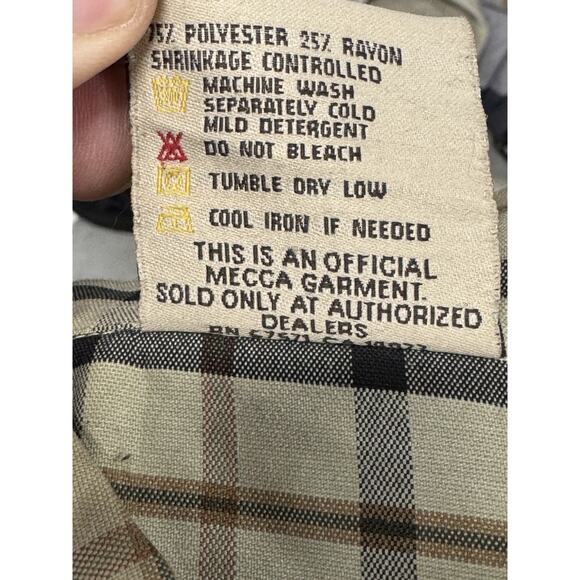 75% POLYESTER 25% RAYON
SHRINKAGE CONTROLLED
MACHINE WASH
SEPARATELY COLD
MILD DETERGENT
DO NOT BLEACH
TUMBLE DRY LOW
COOL IRON IF NEEDED
THIS IS AN OFFICIAL
MECCA GARMENT.
SOLD ONLY AT AUTHORIZED
DEALERS
RN